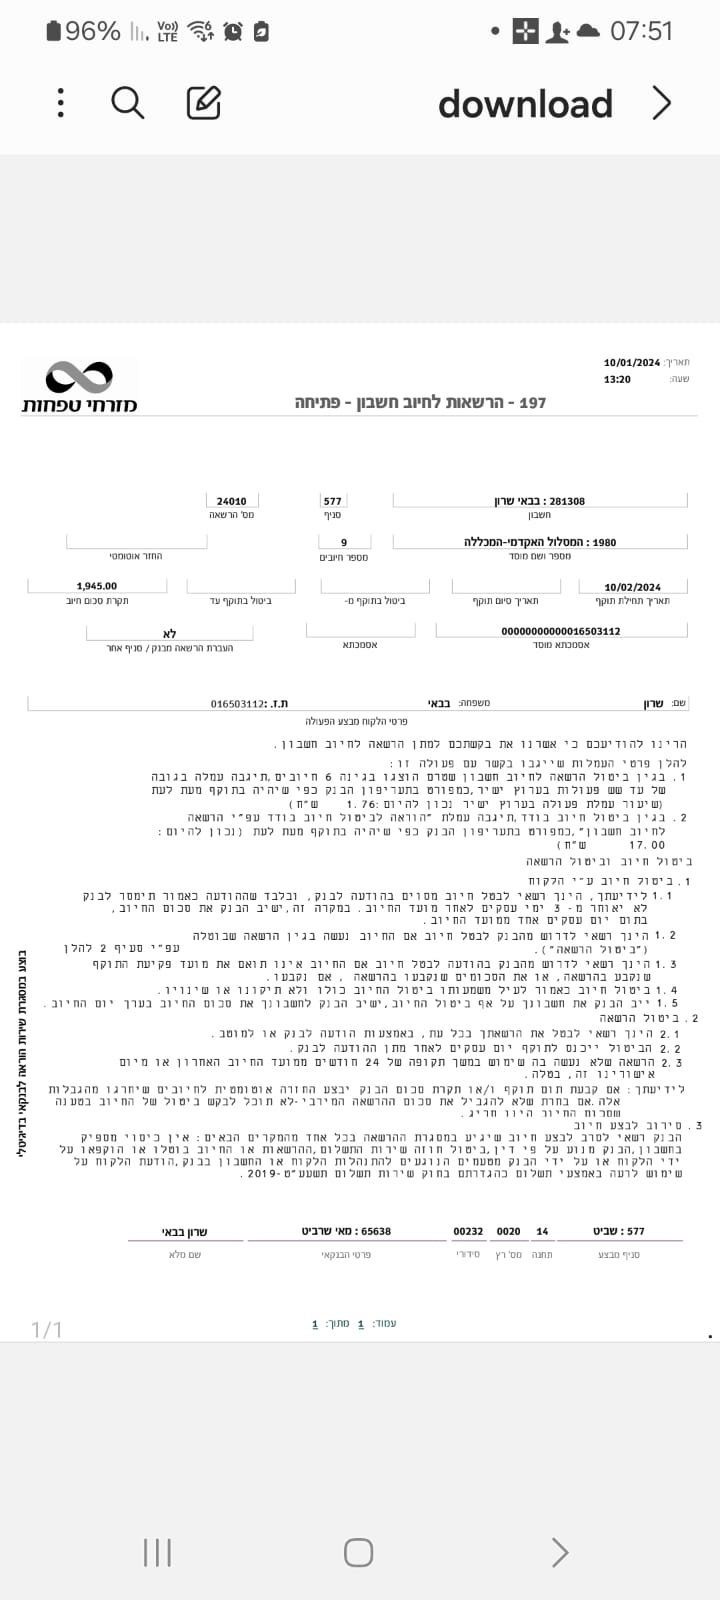 96% Vo)) LTE 6 07:51
download
תאריך: 10/01/2024
שעה: 13:20
מזרחי טפחות
197 - הרשאות לחיוב חשבון - פתיחה
281308 : בבאי שרון 577 24010
חשבון סניף מס' הרשאה
1980 : המסלול האקדמי-המכללה 9
מספר ושם מוסד מספר חיובים החזר אוטומטי
10/02/2024 1,945.00
תאריך תחילת תוקף תאריך סיום תוקף ביטול בתוקף מ- ביטול בתוקף עד תקרת סכום חיוב
00000000000016503112 לא
אסמכתא מוסד אסמכתא העברת הרשאה מבנק / סניף אחר
שם: שרון משפחה: בבאי ת.ז.: 016503112
פרטי הלקוח מבצע הפעולה
הרינו להודיעכם כי אשרנו את בקשתכם למתן הרשאה לחיוב חשבון.
להלן פרטי העמלות שייגבו בקשר עם פעולה זו:
1. בגין ביטול הרשאה לחיוב חשבון שטרם הוצגו בגינה 6 חיובים, תיגבה עמלה בגובה
של עד שש פעולות בערוץ ישיר, כמפורט בתעריפון הבנק כפי שיהיה בתוקף מעת לעת
(שיעור עמלת פעולה בערוץ ישיר נכון להיום: 1.76 ש"ח)
2. בגין ביטול חיוב בודד, תיגבה עמלת "הוראה לביטול חיוב בודד עפ"י הרשאה
לחיוב חשבון", כמפורט בתעריפון הבנק כפי שיהיה בתוקף מעת לעת (נכון להיום:
17.00 ש"ח)
ביטול חיוב וביטול הרשאה
1. ביטול חיוב ע"י הלקוח
1.1 לידיעתך, הינך רשאי לבטל חיוב מסוים בהודעה לבנק, ובלבד שההודעה כאמור תימסר לבנק
לא יאוחר מ- 3 ימי עסקים לאחר מועד החיוב. במקרה זה, ישיב הבנק את סכום החיוב,
בתום יום עסקים אחד ממועד החיוב.
1.2 הינך רשאי לדרוש מהבנק לבטל חיוב אם החיוב נעשה בגין הרשאה שבוטלה
("ביטול הרשאה"). עפ"י סעיף 2 להלן
1.3 הינך רשאי לדרוש מהבנק בהודעה לבטל חיוב אם החיוב אינו תואם את מועד פקיעת התוקף
שנקבע בהרשאה, או את הסכומים שנקבעו בהרשאה, אם נקבעו.
1.4 ביטול חיוב כאמור לעיל משמעותו ביטול החיוב כולו ולא תיקונו או שינויו.
1.5 חייב הבנק את חשבונך על אף ביטול החיוב, ישיב הבנק לחשבונך את סכום החיוב בערך יום החיוב.
2. ביטול הרשאה
2.1 הינך רשאי לבטל את הרשאתך בכל עת, באמצעות הודעה לבנק או למוטב.
2.2 הביטול ייכנס לתוקף יום עסקים לאחר מתן ההודעה לבנק.
2.3 הרשאה שלא נעשה בה שימוש במשך תקופה של 24 חודשים ממועד החיוב האחרון או מיום
אישורינו זה, בטלה.
לידיעתך: אם קבעת תום תוקף ו/או תקרת סכום הבנק יבצע החזרה אוטומטית לחיובים שיחרגו מהגבלות
אלה. אם בחרת שלא להגביל את סכום ההרשאה המירבי-לא תוכל לבקש ביטול של החיוב בטענה
שסכום החיוב הינו חריג.
3. סירוב לבצע חיוב
הבנק רשאי לסרב לבצע חיוב שיגיע במסגרת ההרשאה בכל אחד מהמקרים הבאים: אין כיסוי מספיק
בחשבון, הבנק מנוע על פי דין, ביטול חוזה שירות התשלום, ההרשאות או החיוב בוטלו או הוקפאו על
ידי הלקוח או על ידי הבנק מטעמים הנוגעים להתנהלות הלקוח או החשבון בבנק, הודעת הלקוח על
שימוש לרעה באמצעי תשלום כהגדרתם בחוק שירות תשלום תשע"ט-2019.
בוצע במסגרת שירות הוראה לבנקאי בדיגיטלי
577 : שביט 14 0020 00232 65638 : מאי שרביט שרון בבאי
סניף מבצע תחנה מס' רץ סידורי פרטי הבנקאי שם מלא
עמוד: 1 מתוך: 1
1/1